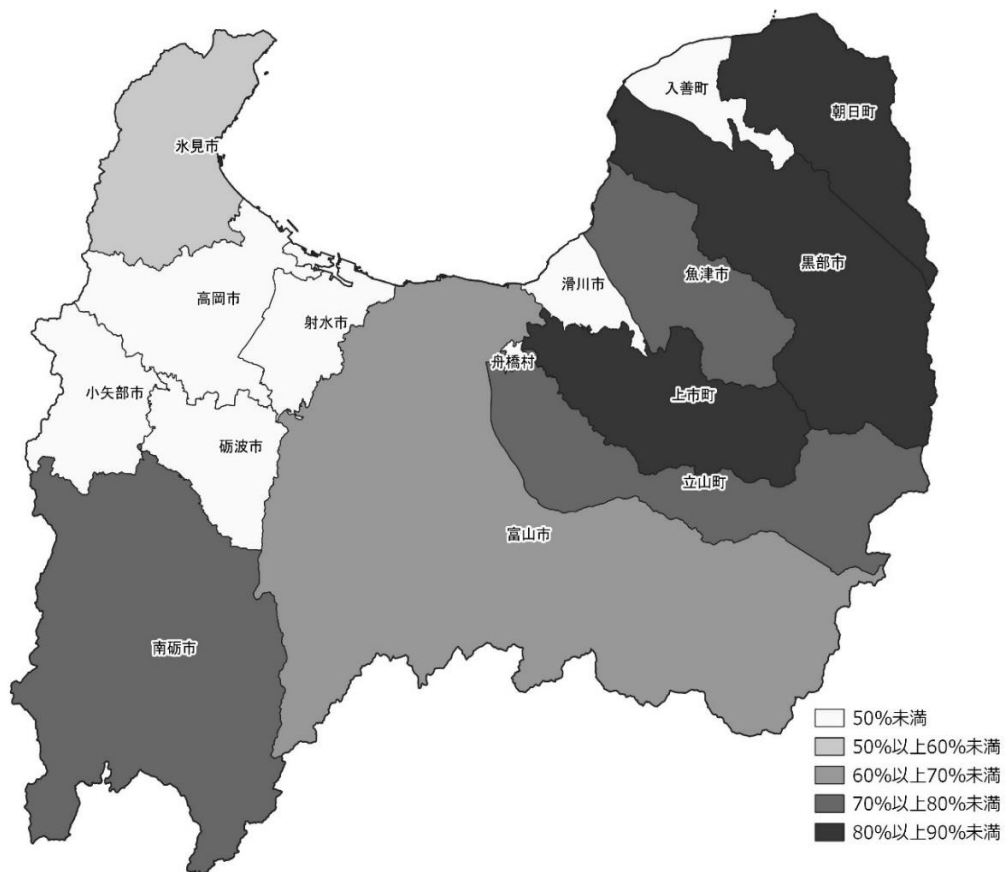 入善町
朝日町
氷見市
黒部市
魚津市
滑川市
高岡市
射水市
舟橋村
小矢部市
上市町
砺波市
立山町
富山市
南砺市
50%未満
50%以上60%未満
60%以上70%未満
70%以上80%未満
80%以上90%未満